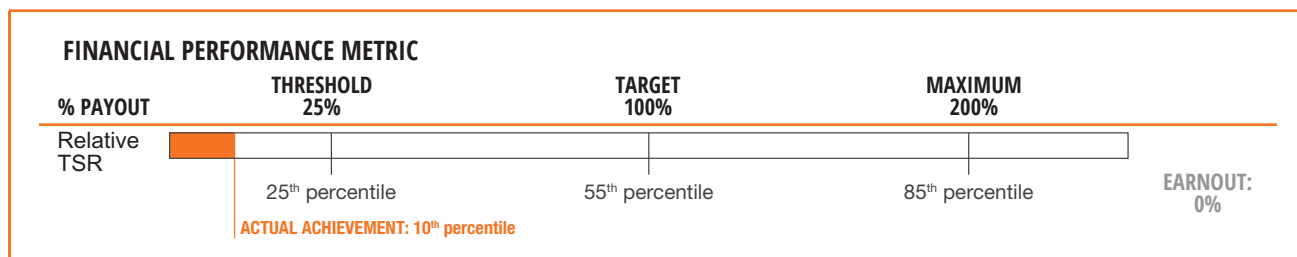 FINANCIAL PERFORMANCE METRIC
% PAYOUT
THRESHOLD
25%
TARGET
100%
MAXIMUM
200%
Relative
TSR
25th percentile
55th percentile
85th percentile
EARNOUT:
0%
ACTUAL ACHIEVEMENT: 10th percentile